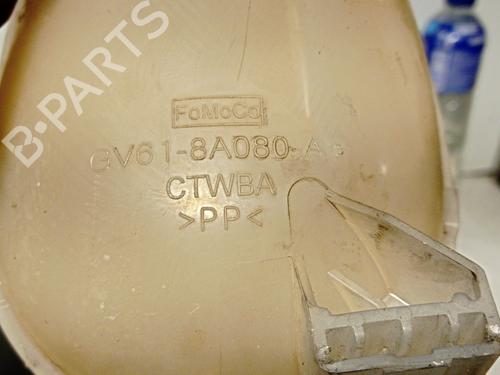 B-PARTS
FoMoCo
GV61-8A080-A
CTWBA
>PP<